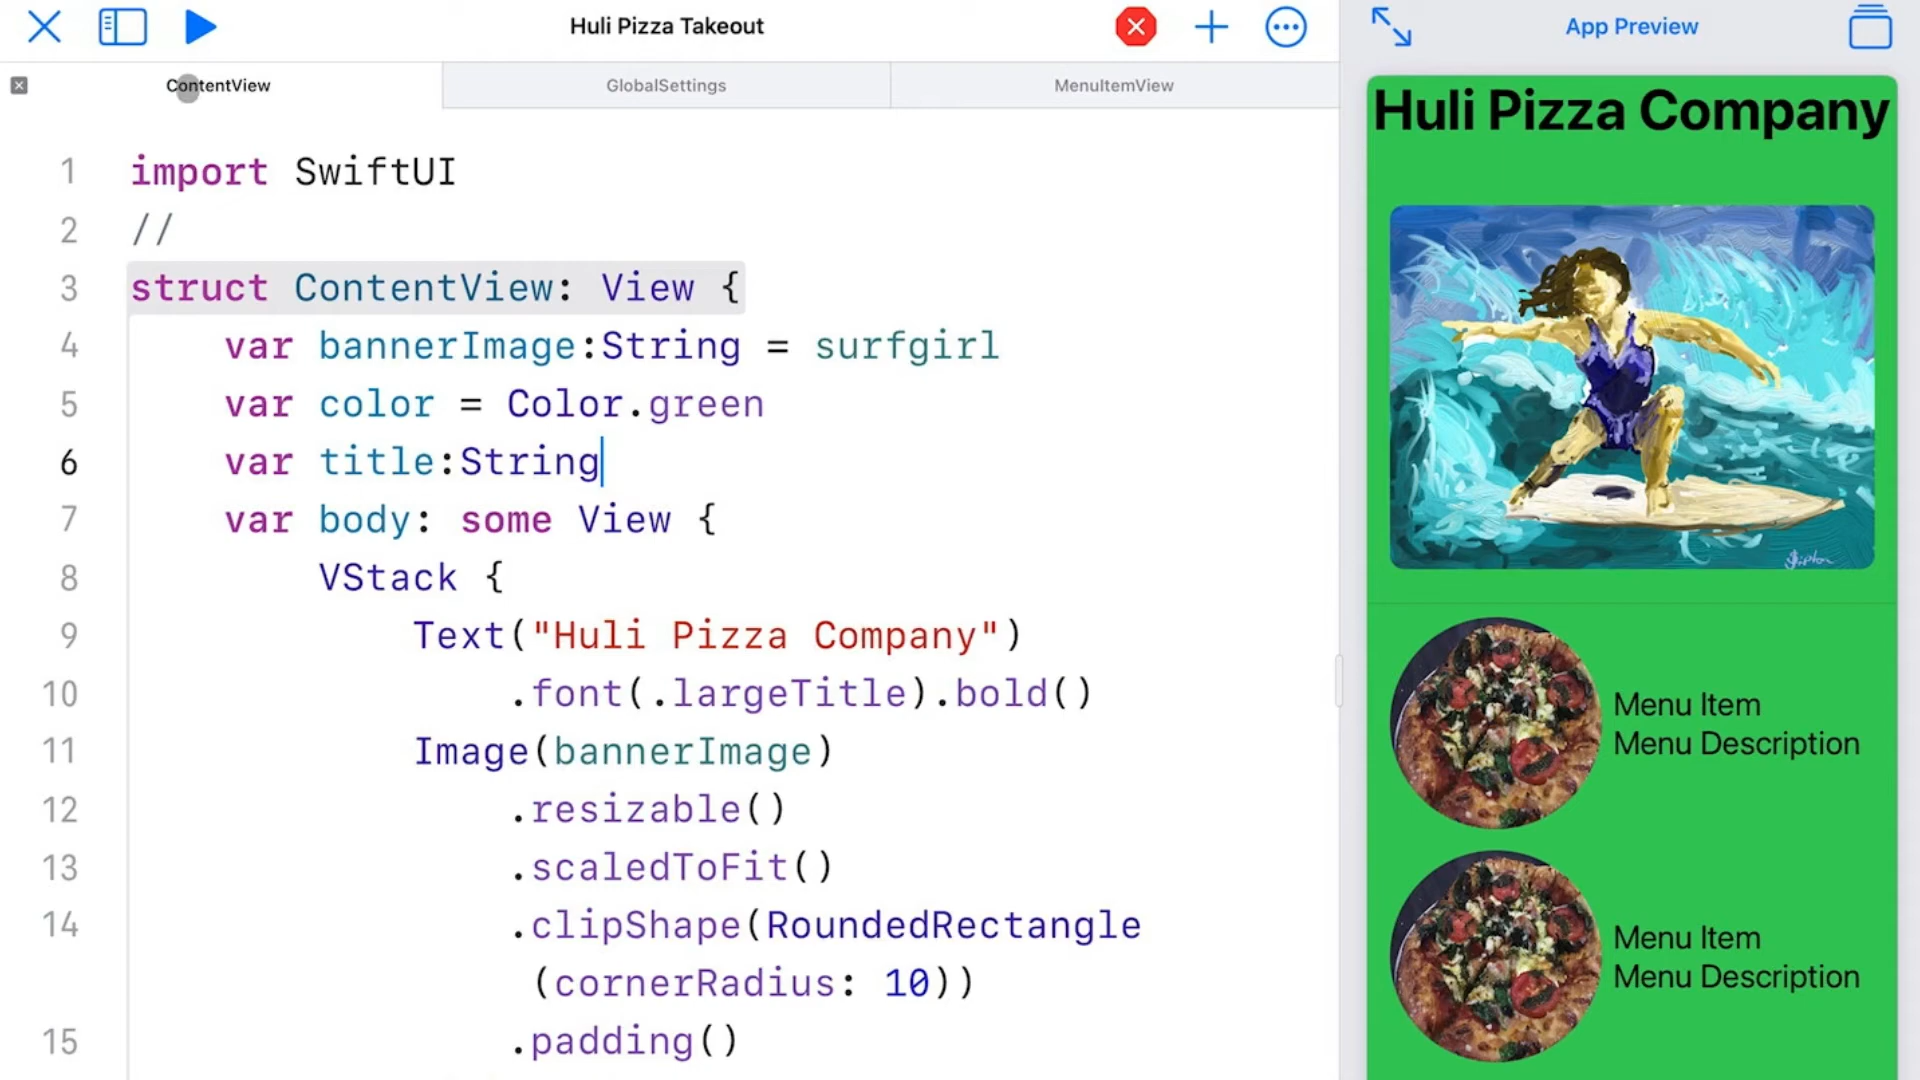 Huli Pizza Takeout
App Preview
ContentView
GlobalSettings
MenuItemView
1 import SwiftUI
2 //
3 struct ContentView: View {
4 var bannerImage:String = surfgirl
5 var color = Color.green
6 var title:String
7 var body: some View {
8 VStack {
9 Text("Huli Pizza Company")
10 .font(.largeTitle).bold()
11 Image(bannerImage)
12 .resizable()
13 .scaledToFit()
14 .clipShape(RoundedRectangle
(cornerRadius: 10))
15 .padding()
Huli Pizza Company
Menu Item
Menu Description
Menu Item
Menu Description